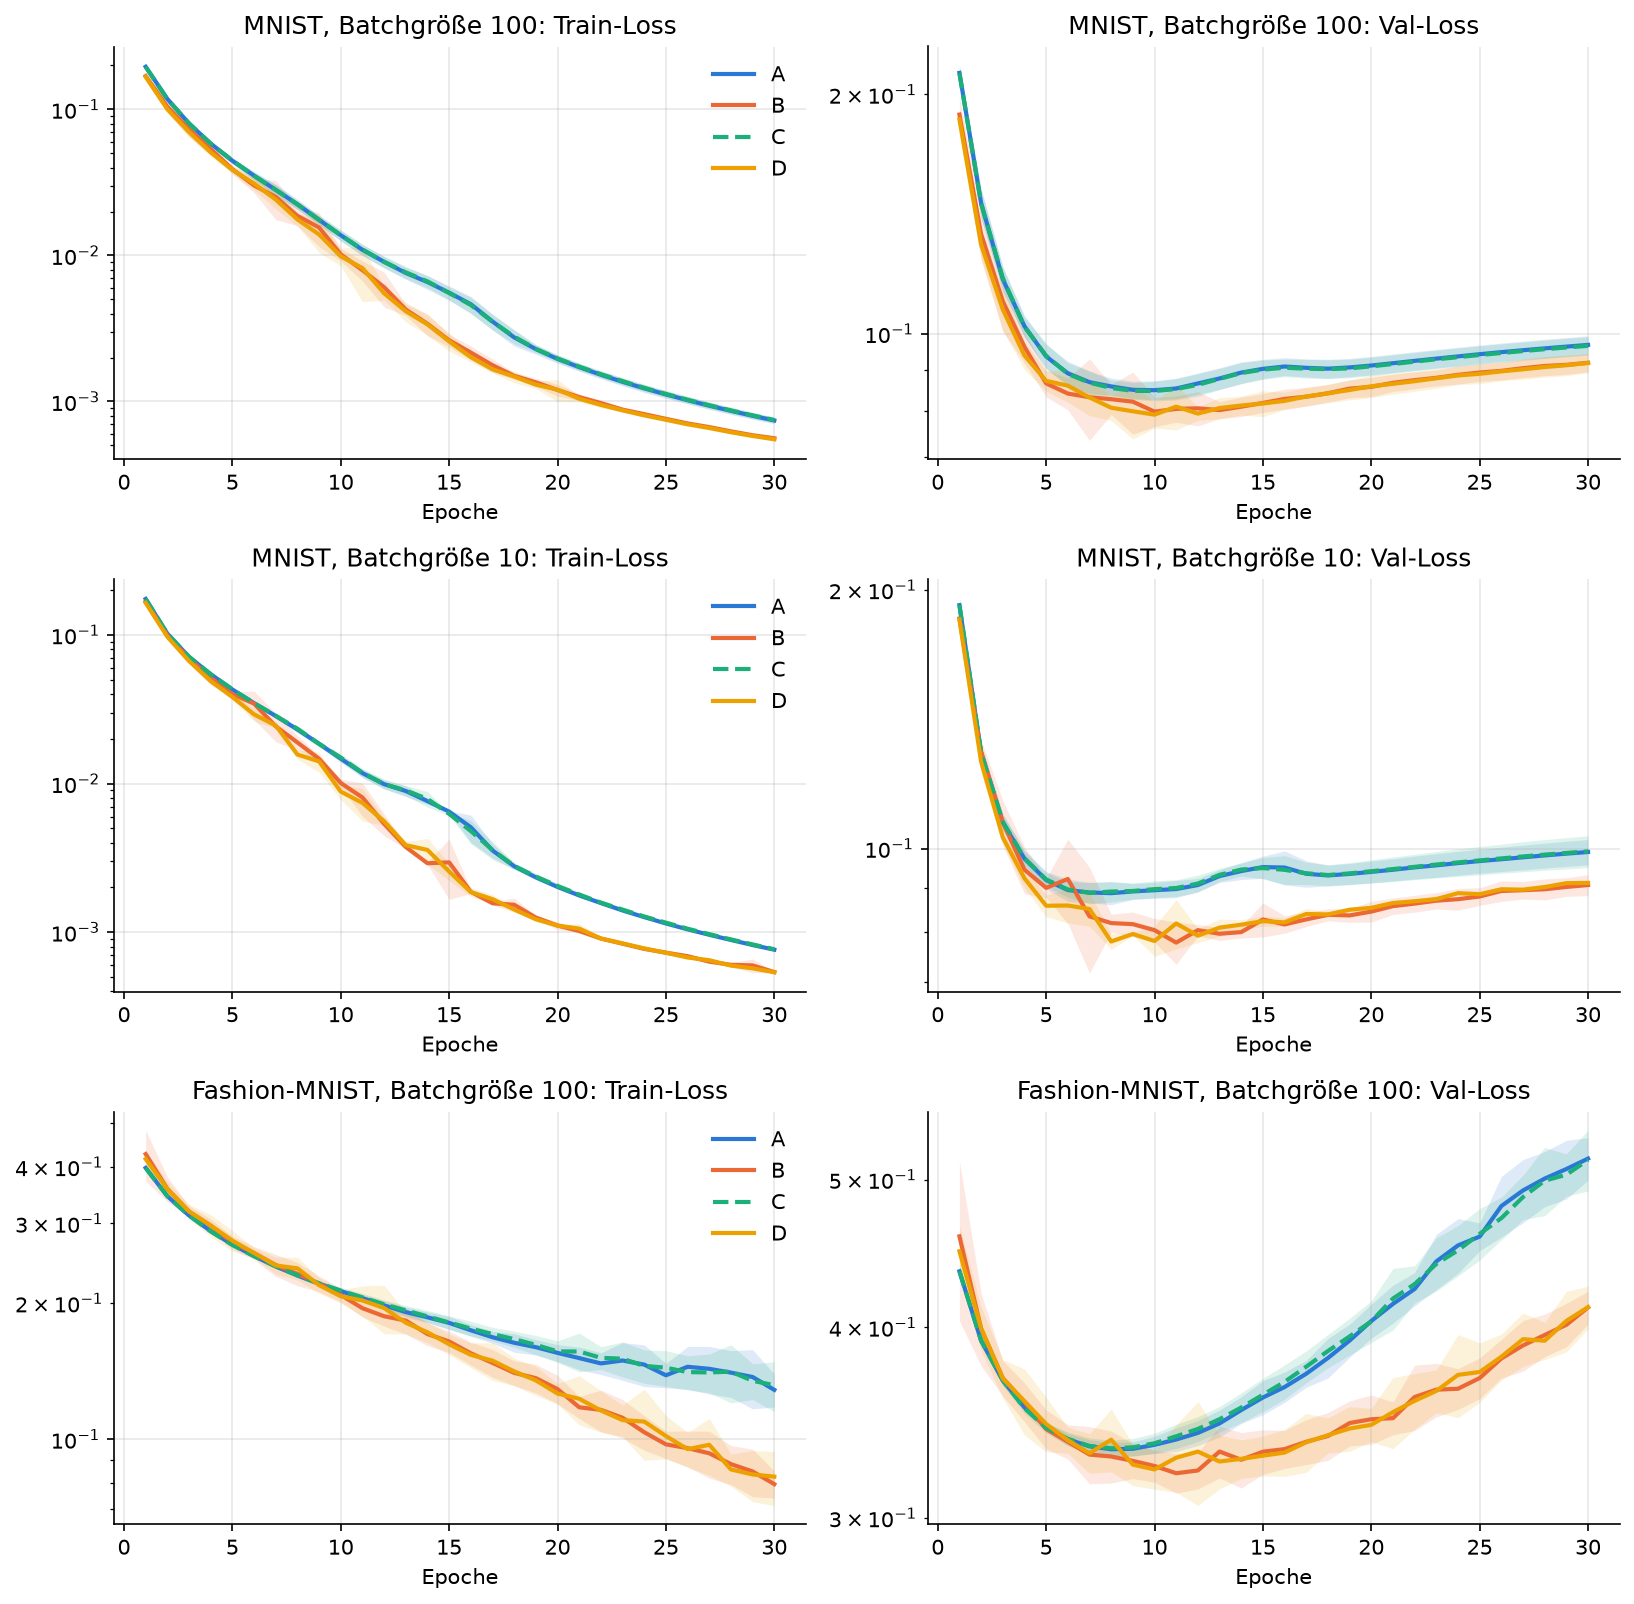 MNIST, Batchgröße 100: Train-Loss
10⁻¹
10⁻²
10⁻³
A
B
C
D
0 5 10 15 20 25 30
Epoche
MNIST, Batchgröße 100: Val-Loss
2 × 10⁻¹
10⁻¹
0 5 10 15 20 25 30
Epoche
MNIST, Batchgröße 10: Train-Loss
10⁻¹
10⁻²
10⁻³
A
B
C
D
0 5 10 15 20 25 30
Epoche
MNIST, Batchgröße 10: Val-Loss
2 × 10⁻¹
10⁻¹
0 5 10 15 20 25 30
Epoche
Fashion-MNIST, Batchgröße 100: Train-Loss
4 × 10⁻¹
3 × 10⁻¹
2 × 10⁻¹
10⁻¹
A
B
C
D
0 5 10 15 20 25 30
Epoche
Fashion-MNIST, Batchgröße 100: Val-Loss
5 × 10⁻¹
4 × 10⁻¹
3 × 10⁻¹
0 5 10 15 20 25 30
Epoche